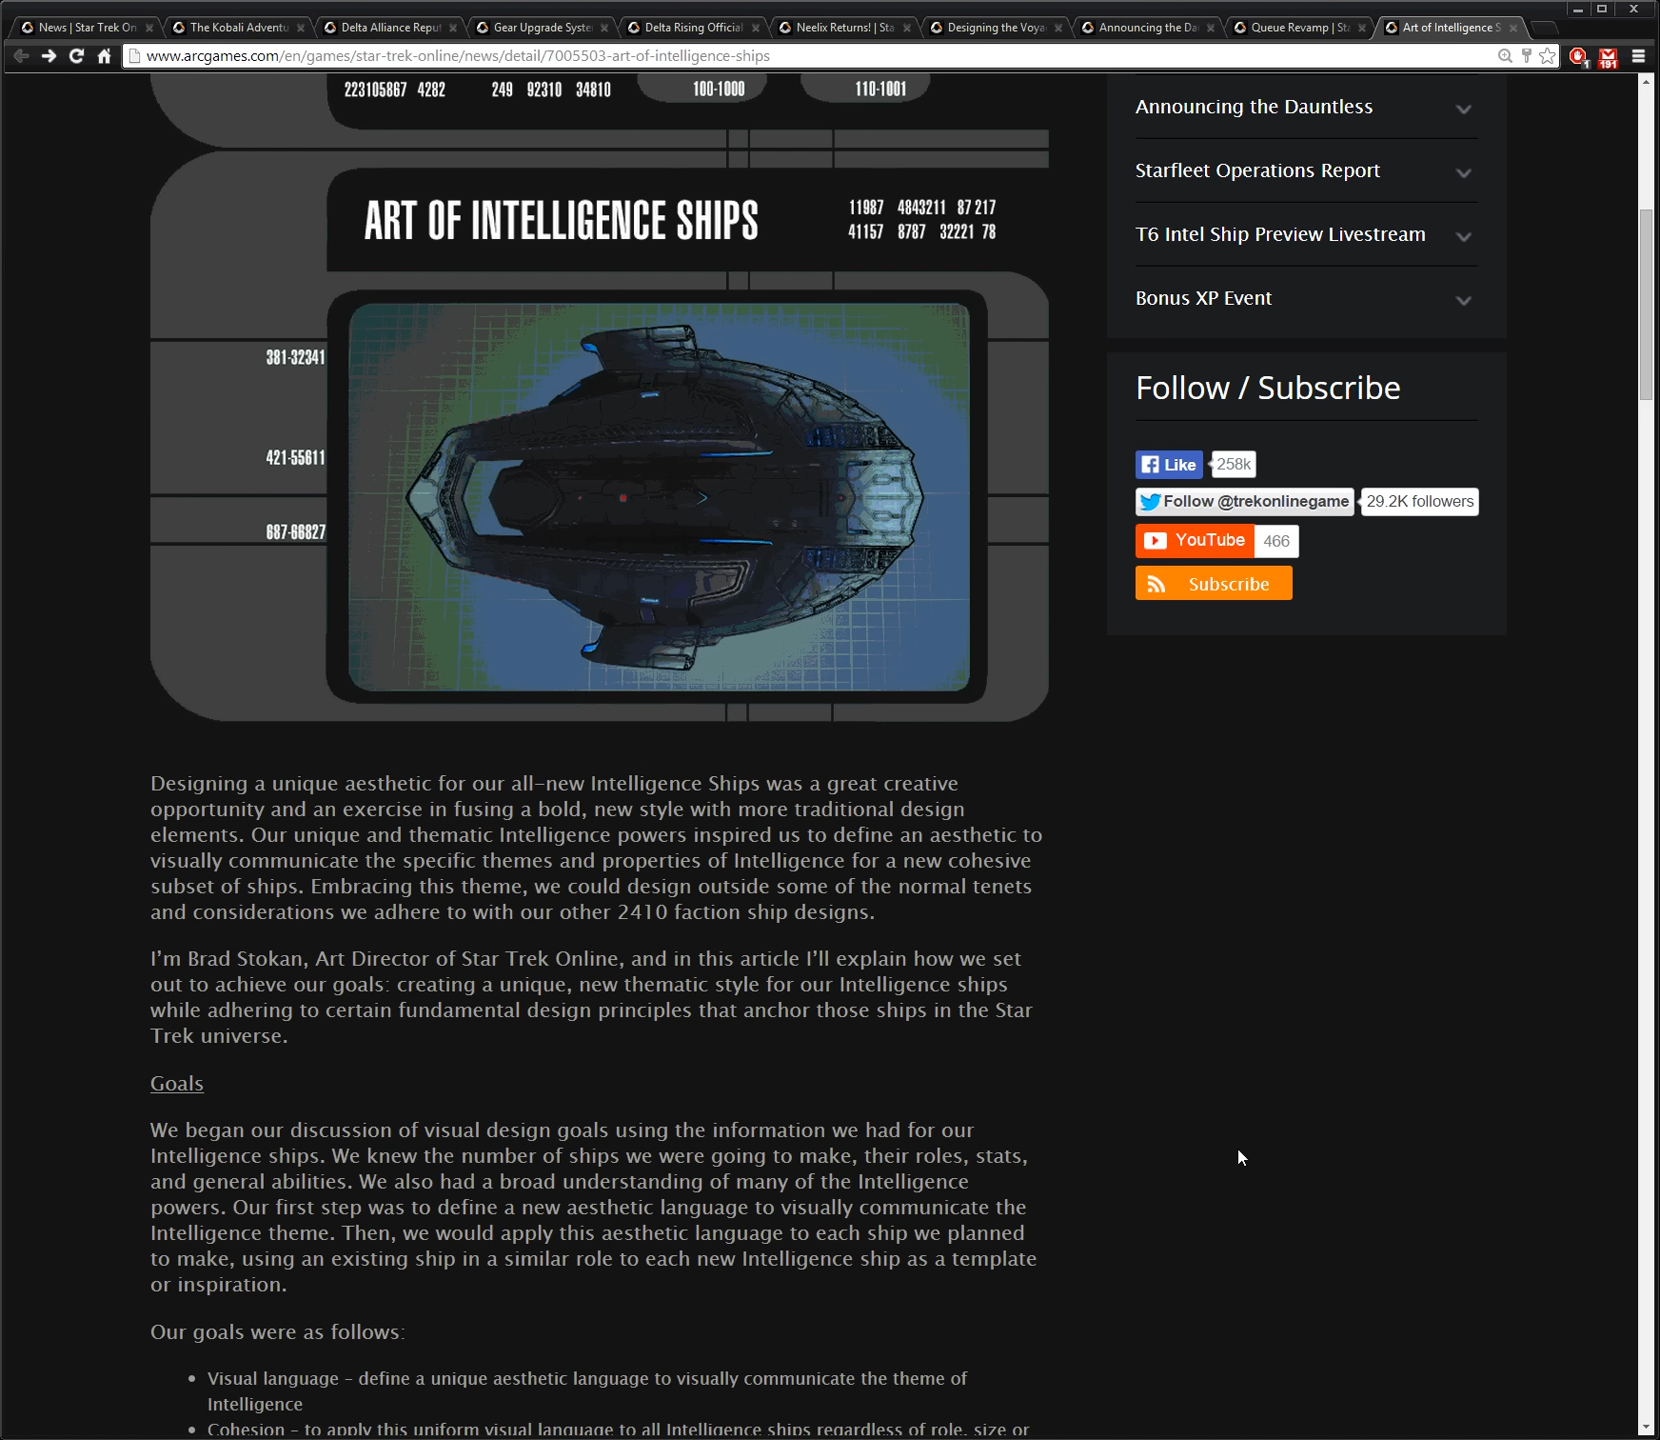 News | Star Trek On
The Kobali Adventu
Delta Alliance Reput
Gear Upgrade Syste
Delta Rising Official
Neelix Returns! | Sta
Designing the Voya
Announcing the Da
Queue Revamp | St
Art of Intelligence S
www.arcgames.com/en/games/star-trek-online/news/detail/7005503-art-of-intelligence-ships
1
191
223105887 4282 249 92310 34810 100-1000 110-1001
ART OF INTELLIGENCE SHIPS
11987 4843211 87 217
41157 8787 32221 78
381-32341
421-55611
687-66827
Designing a unique aesthetic for our all-new Intelligence Ships was a great creative
opportunity and an exercise in fusing a bold, new style with more traditional design
elements. Our unique and thematic Intelligence powers inspired us to define an aesthetic to
visually communicate the specific themes and properties of Intelligence for a new cohesive
subset of ships. Embracing this theme, we could design outside some of the normal tenets
and considerations we adhere to with our other 2410 faction ship designs.
I'm Brad Stokan, Art Director of Star Trek Online, and in this article I'll explain how we set
out to achieve our goals: creating a unique, new thematic style for our Intelligence ships
while adhering to certain fundamental design principles that anchor those ships in the Star
Trek universe.
Goals
We began our discussion of visual design goals using the information we had for our
Intelligence ships. We knew the number of ships we were going to make, their roles, stats,
and general abilities. We also had a broad understanding of many of the Intelligence
powers. Our first step was to define a new aesthetic language to visually communicate the
Intelligence theme. Then, we would apply this aesthetic language to each ship we planned
to make, using an existing ship in a similar role to each new Intelligence ship as a template
or inspiration.
Our goals were as follows:
• Visual language – define a unique aesthetic language to visually communicate the theme of
Intelligence
• Cohesion – to apply this uniform visual language to all Intelligence ships regardless of role, size or
Announcing the Dauntless
Starfleet Operations Report
T6 Intel Ship Preview Livestream
Bonus XP Event
Follow / Subscribe
Like 258k
Follow @trekonlinegame 29.2K followers
YouTube 466
Subscribe